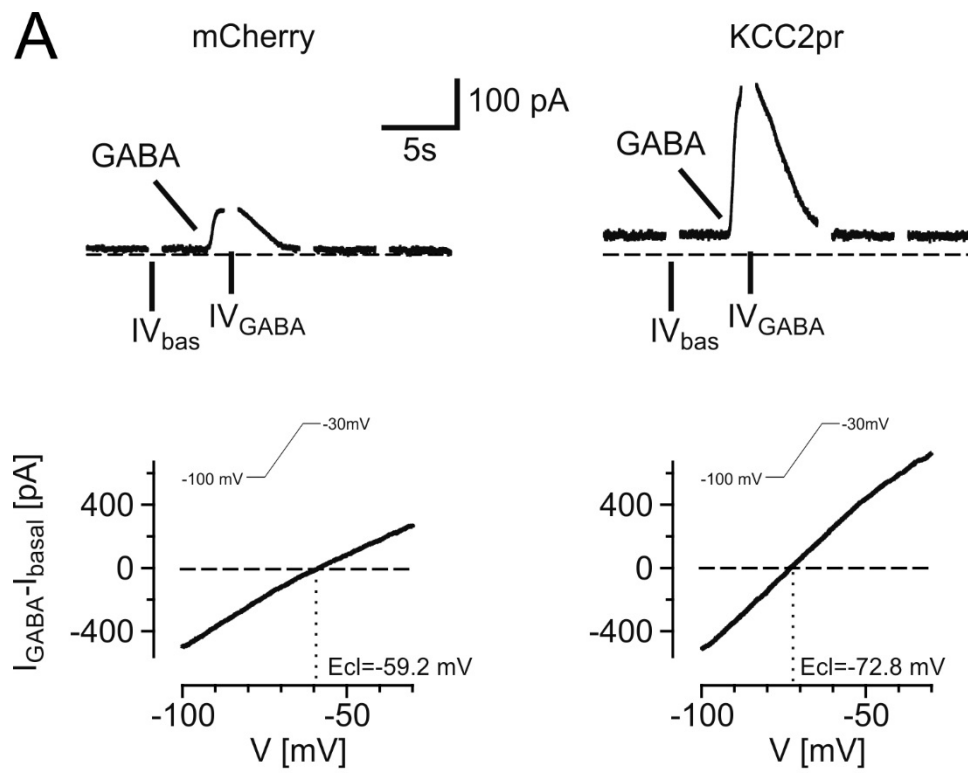 A
mCherry
KCC2pr
100 pA
5s
GABA
GABA
IVbas
IVGABA
IVbas
IVGABA
-30mV
-100 mV
-30mV
-100 mV
IGABA-Ibasal [pA]
400
0
-400
400
0
-400
Ecl=-59.2 mV
Ecl=-72.8 mV
-100
-50
-100
-50
V [mV]
V [mV]